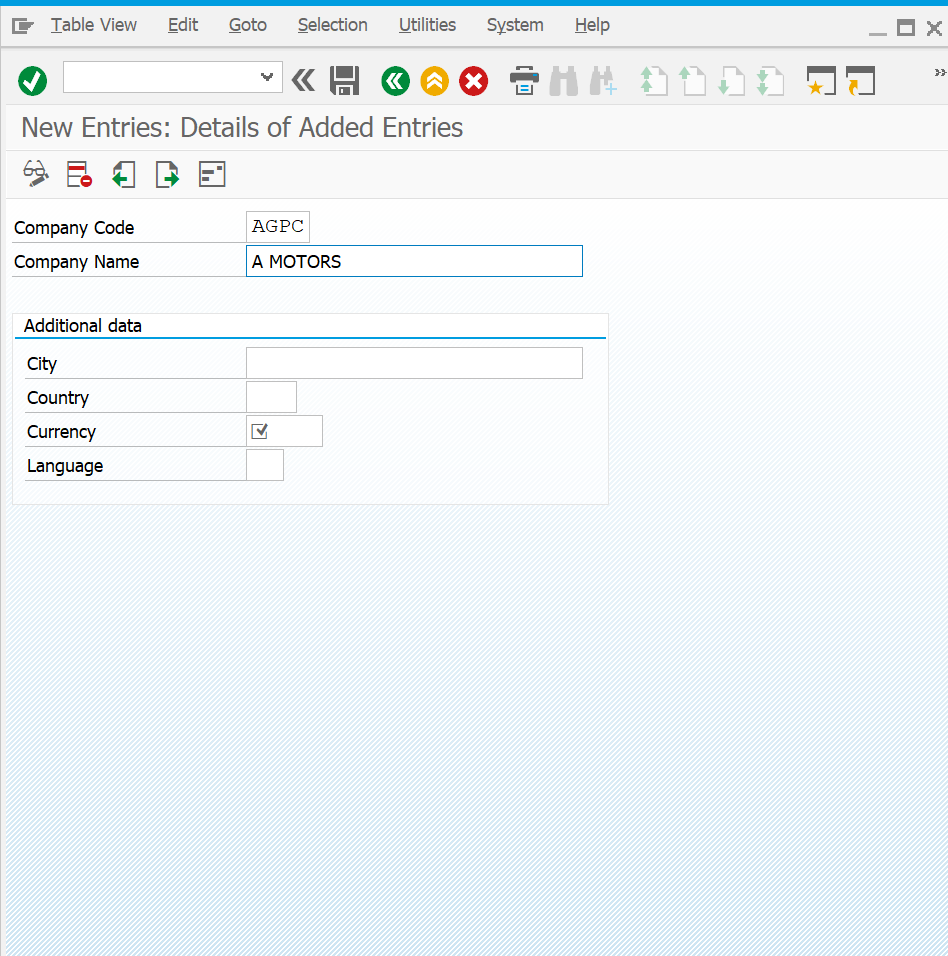 Table View Edit Goto Selection Utilities System Help
New Entries: Details of Added Entries
Company Code AGPC
Company Name A MOTORS
Additional data
City
Country
Currency
Language